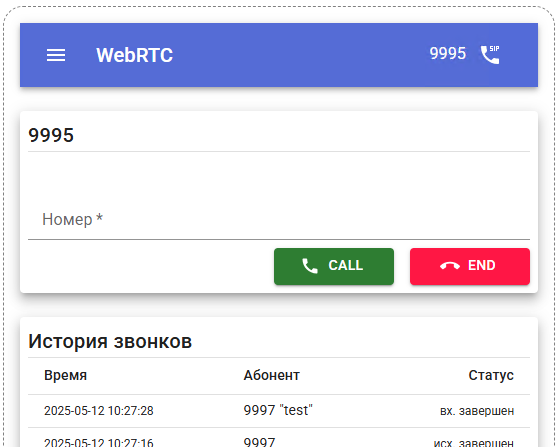 WebRTC 9995 SIP
9995
Номер *
CALL END
История звонков
Время Абонент Статус
2025-05-12 10:27:28 9997 "test" вх. завершен
2025-05-12 10:27:16 9997 исх. завершен